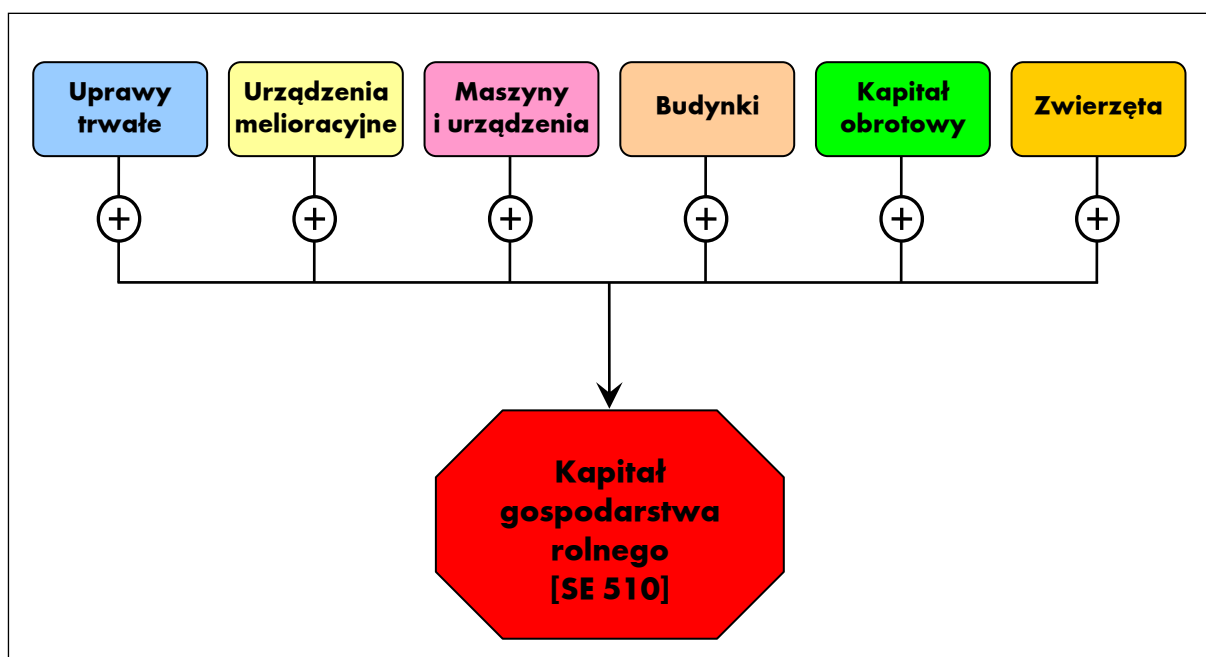 Uprawy
trwałe
Urządzenia
melioracyjne
Maszyny
i urządzenia
Budynki
Kapitał
obrotowy
Zwierzęta
+ + + + + +
Kapitał
gospodarstwa
rolnego
[SE 510]